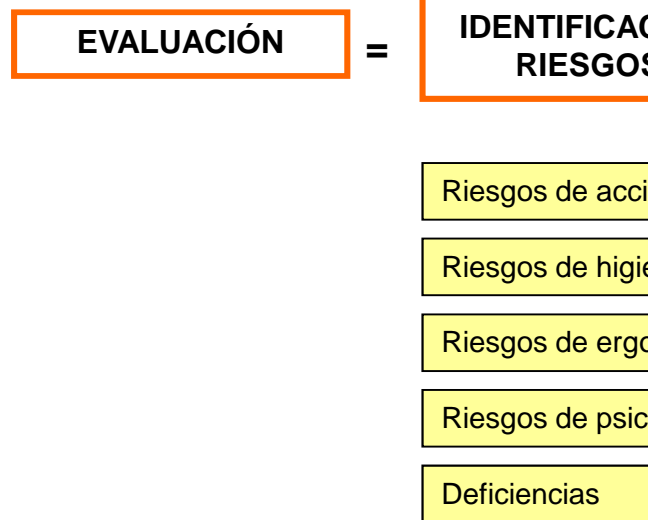 EVALUACIÓN
=
IDENTIFICAC
RIESGOS
Riesgos de acci
Riesgos de higie
Riesgos de ergo
Riesgos de psic
Deficiencias